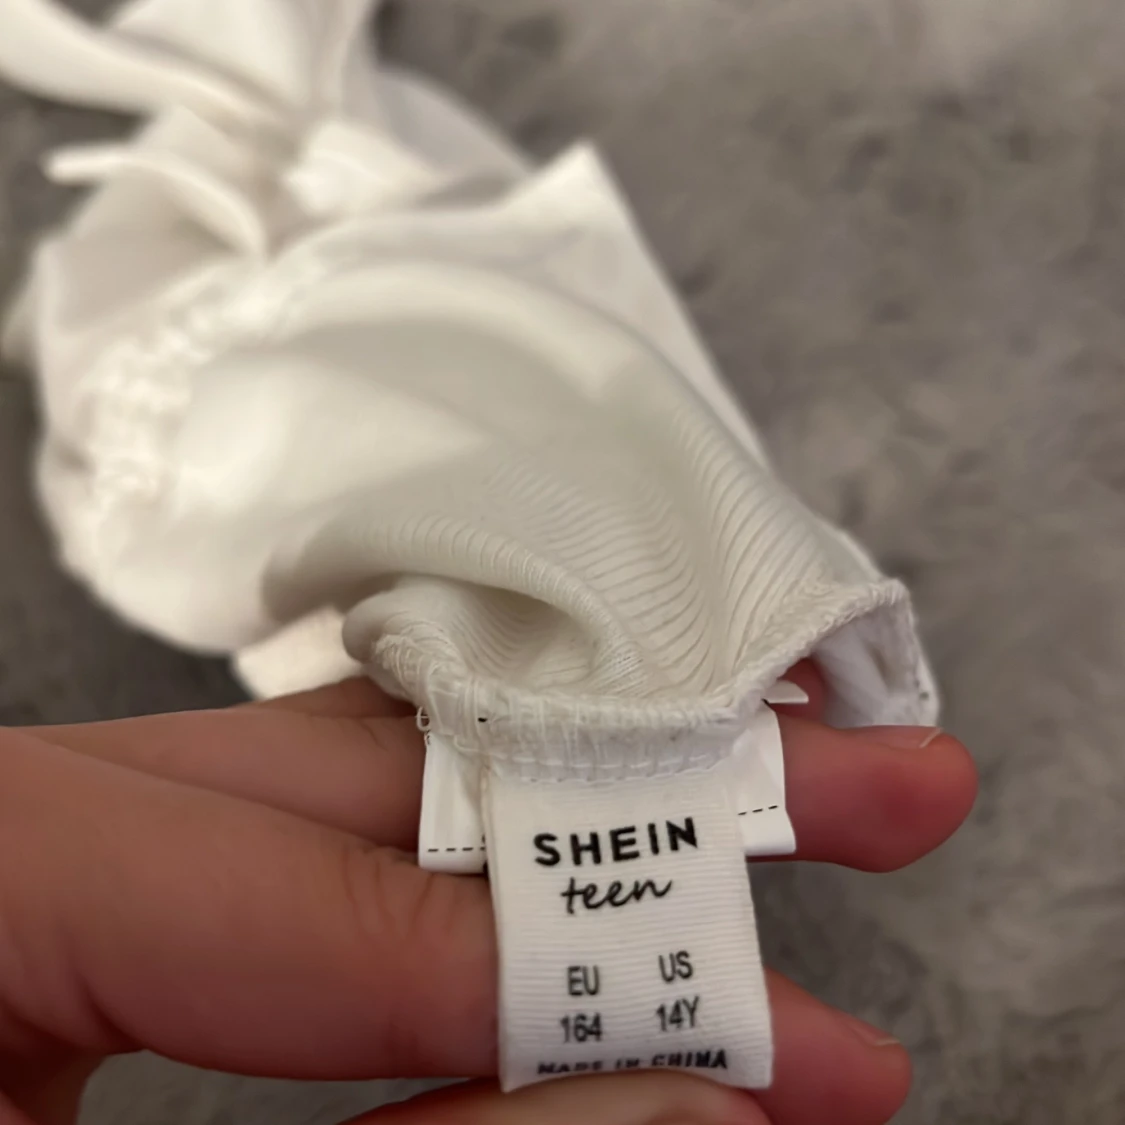 SHEIN
teen
EU US
164 14Y
MADE IN CHINA